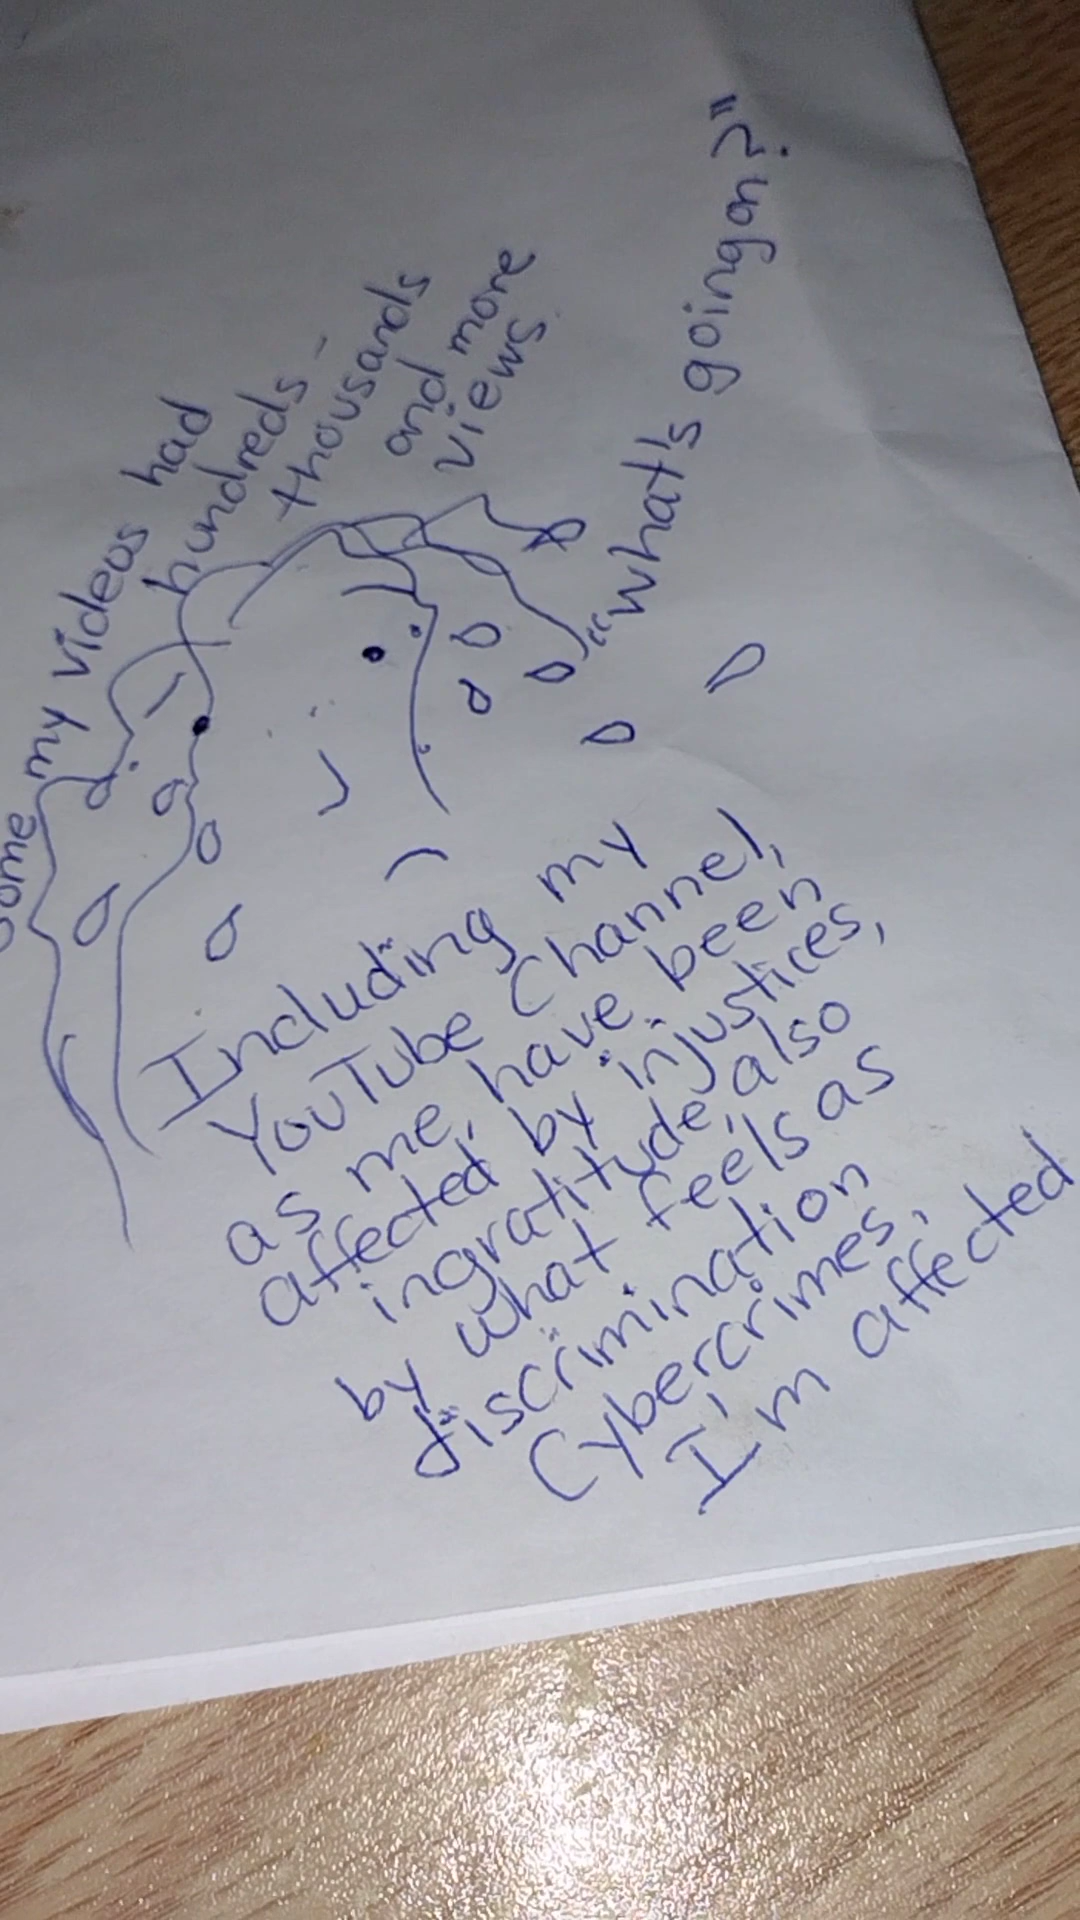 some my videos had
hundreds -
thousands
and more
views.
"what's going on?"
Including my
YouTube Channel,
as me, have been
affected by injustices,
ingratitude, also
by what feels as
discrimination
Cybercrimes,
I'm affected